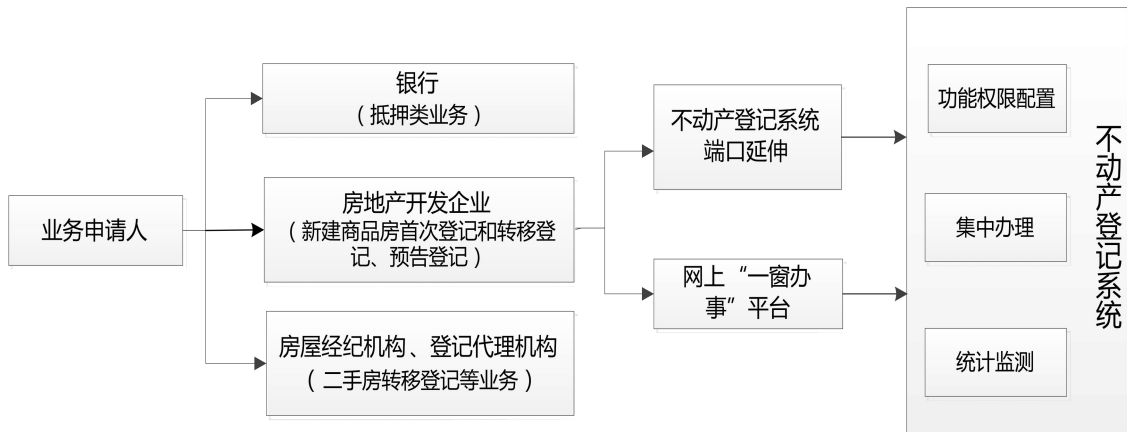 业务申请人
银行
（抵押类业务）
房地产开发企业
（新建商品房首次登记和转移登
记、预告登记）
房屋经纪机构、登记代理机构
（二手房转移登记等业务）
不动产登记系统
端口延伸
网上“一窗办
事”平台
功能权限配置
集中办理
统计监测
不动产登记系统